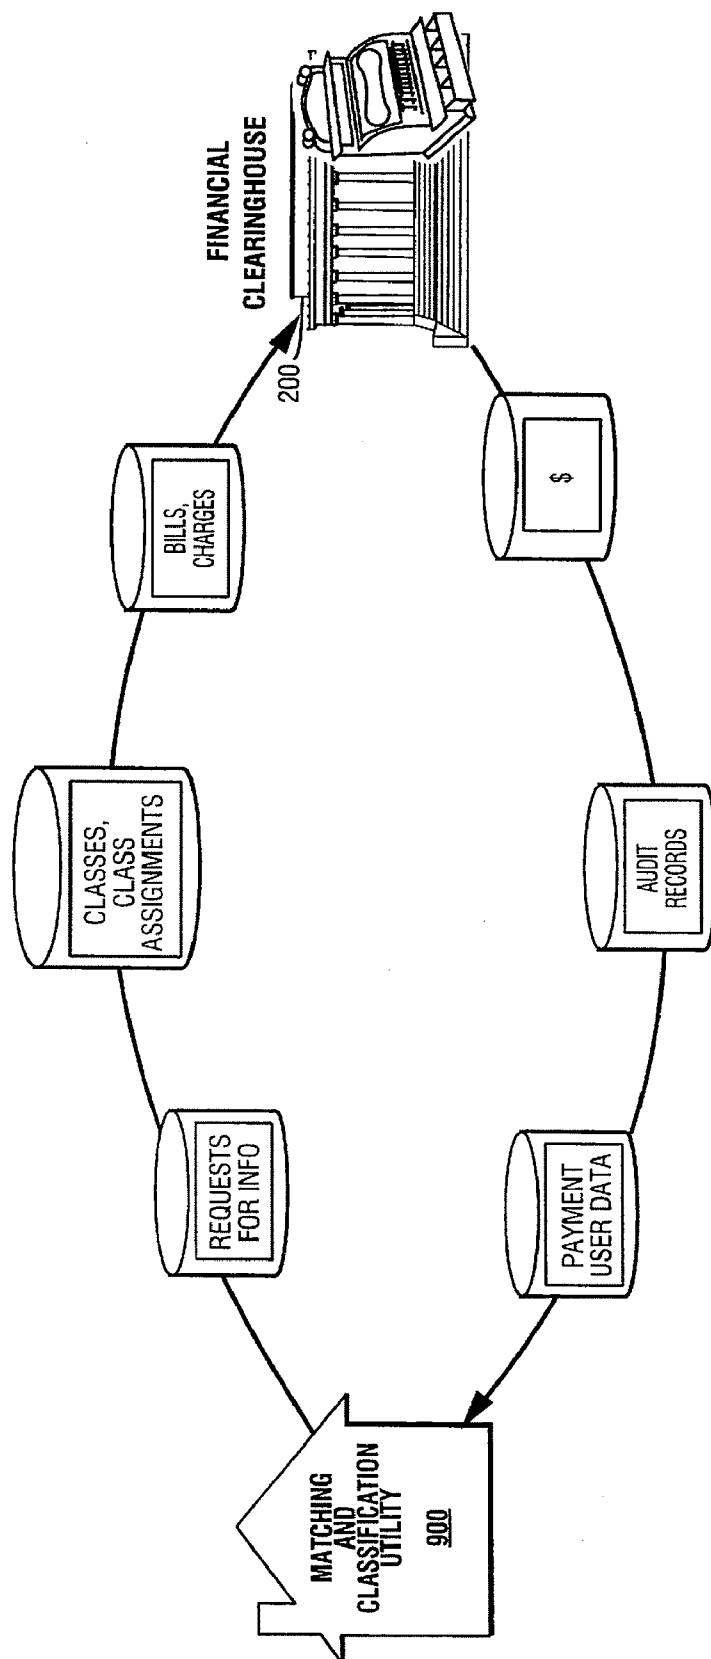 FINANCIAL
CLEARINGHOUSE
200
BILLS,
CHARGES
CLASSES,
CLASS
ASSIGNMENTS
REQUESTS
FOR INFO
MATCHING
AND
CLASSIFICATION
UTILITY
900
PAYMENT
USER DATA
AUDIT
RECORDS
$